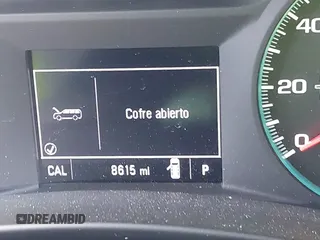 40
20
0
Cofre abierto
CAL 8615 mi P
DREAMBID